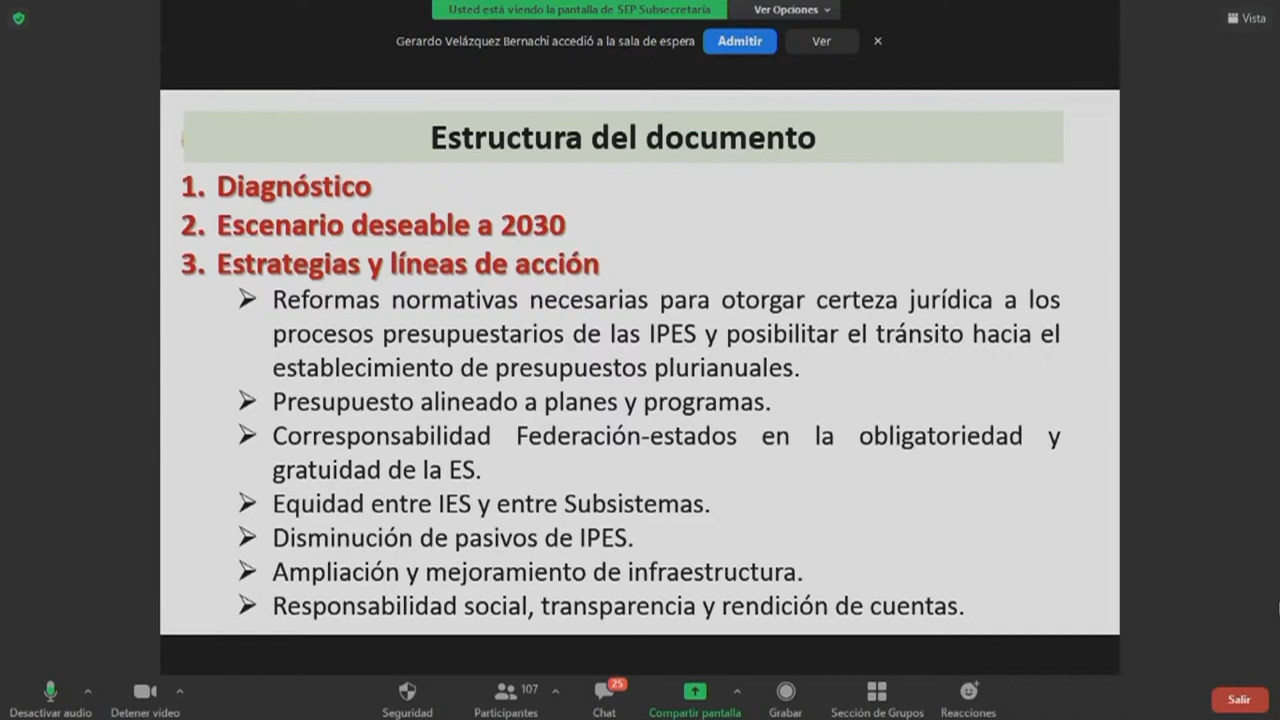 Usted está viendo la pantalla de SEP Subsecretaría
Ver Opciones
Vista
Gerardo Velázquez Bernachi accedió a la sala de espera
Admitir
Ver
Estructura del documento
1. Diagnóstico
2. Escenario deseable a 2030
3. Estrategias y líneas de acción
➢ Reformas normativas necesarias para otorgar certeza jurídica a los
procesos presupuestarios de las IPES y posibilitar el tránsito hacia el
establecimiento de presupuestos plurianuales.
➢ Presupuesto alineado a planes y programas.
➢ Corresponsabilidad Federación-estados en la obligatoriedad y
gratuidad de la ES.
➢ Equidad entre IES y entre Subsistemas.
➢ Disminución de pasivos de IPES.
➢ Ampliación y mejoramiento de infraestructura.
➢ Responsabilidad social, transparencia y rendición de cuentas.
Desactivar audio
Detener video
Seguridad
Participantes
107
Chat
25
Compartir pantalla
Grabar
Sección de Grupos
Reacciones
Salir